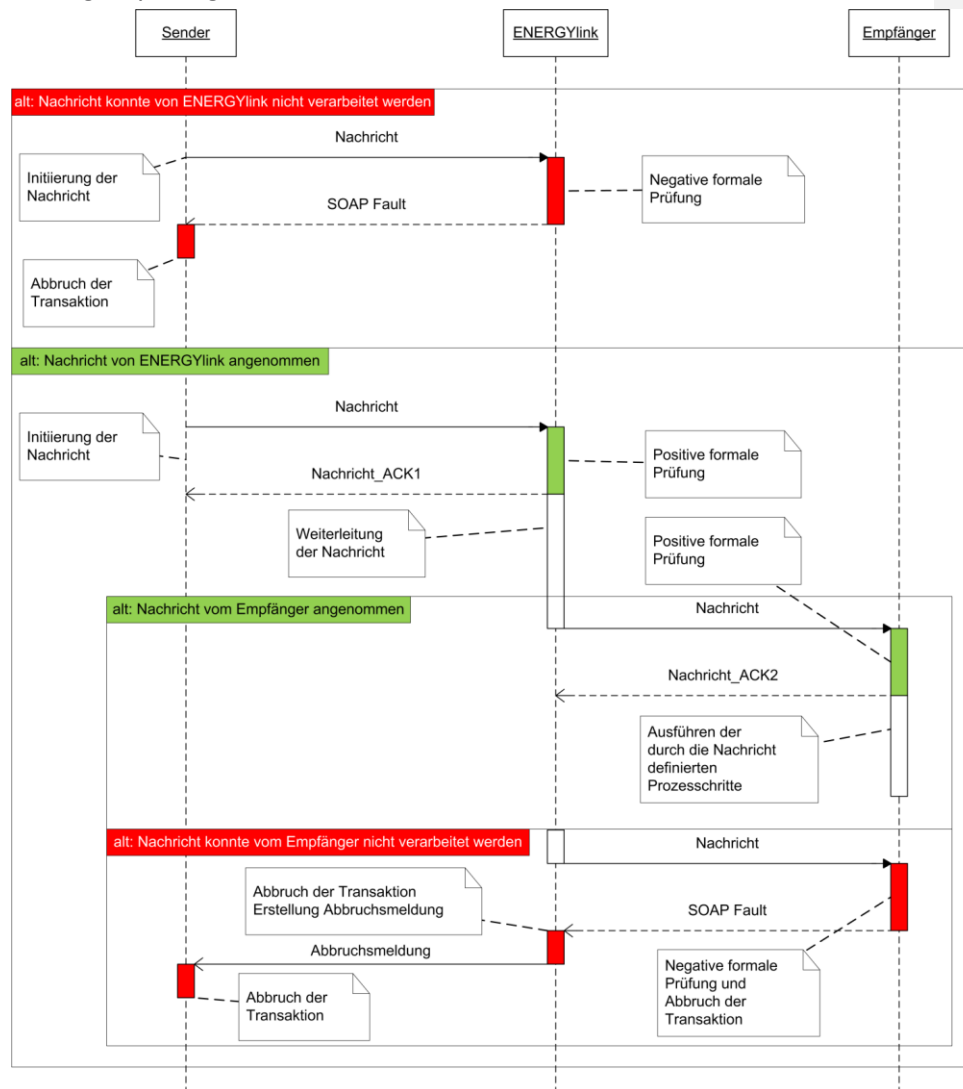 Sender
ENERGYlink
Empfänger
alt: Nachricht konnte von ENERGYlink nicht verarbeitet werden
Nachricht
Initiierung der
Nachricht
Negative formale
Prüfung
SOAP Fault
Abbruch der
Transaktion
alt: Nachricht von ENERGYlink angenommen
Nachricht
Initiierung der
Nachricht
Positive formale
Prüfung
Nachricht_ACK1
Weiterleitung
der Nachricht
Positive formale
Prüfung
alt: Nachricht vom Empfänger angenommen
Nachricht
Nachricht_ACK2
Ausführen der
durch die Nachricht
definierten
Prozesschritte
alt: Nachricht konnte vom Empfänger nicht verarbeitet werden
Nachricht
Abbruch der Transaktion
Erstellung Abbruchsmeldung
SOAP Fault
Abbruchsmeldung
Negative formale
Prüfung und
Abbruch der
Transaktion
Abbruch der
Transaktion